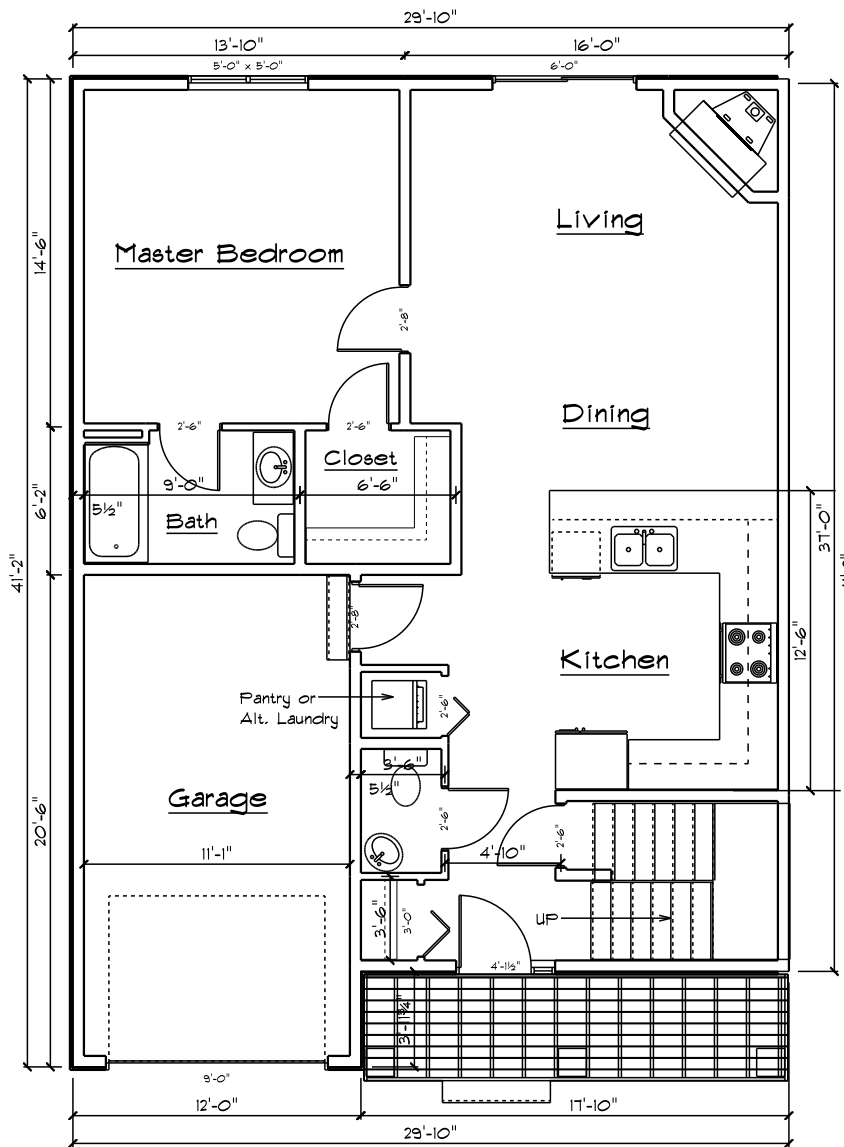 29'-10"
13'-10"
16'-0"
5'-0" x 5'-0"
6'-0"
14'-6"
Living
Master Bedroom
2'-8"
Dining
2'-6"
2'-6"
Closet
9'-0"
6'-6"
5½"
Bath
6'-2"
41'-2"
37'-0"
2'-8"
12'-6"
Kitchen
Pantry or
Alt. Laundry
2'-6"
3'-6"
5½"
Garage
2'-6"
2'-6"
20'-6"
11'-1"
4'-10"
3'-6"
3'-0"
UP
4'-1½"
3'-11¾"
9'-0"
12'-0"
17'-10"
29'-10"